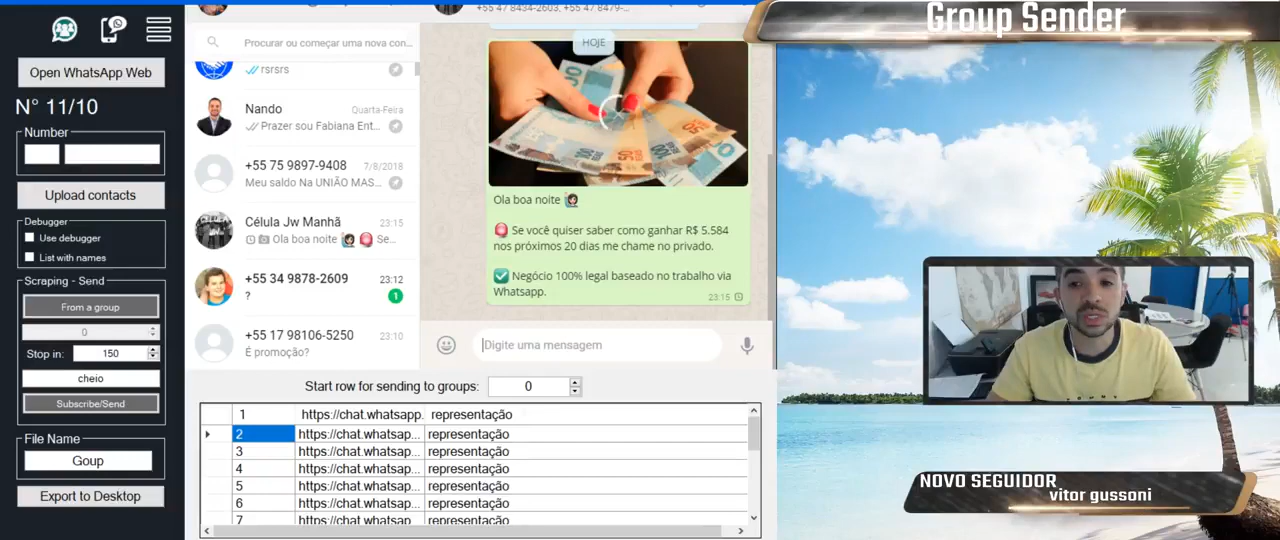 Open WhatsApp Web
N° 11/10
Number
Upload contacts
Debugger
Use debugger
List with names
Scraping - Send
From a group
0
Stop in: 150
cheio
Subscribe/Send
File Name
Goup
Export to Desktop
Procurar ou começar uma nova con...
rsrsrs
Nando Quarta-Feira
Prazer sou Fabiana Ent...
+55 75 9897-9408 7/8/2018
Meu saldo Na UNIÃO MAS...
Célula Jw Manhã 23:15
Ola boa noite Se...
+55 34 9878-2609 23:12
? 1
+55 17 98106-5250 23:10
É promoção?
+55 47 8434-2603, +55 47 8479-...
HOJE
Ola boa noite
Se você quiser saber como ganhar R$ 5.584
nos próximos 20 dias me chame no privado.
Negócio 100% legal baseado no trabalho via
Whatsapp.
23:15
Digite uma mensagem
Start row for sending to groups: 0
1 https://chat.whatsapp. representação
2 https://chat.whatsap... representação
3 https://chat.whatsap... representação
4 https://chat.whatsap... representação
5 https://chat.whatsap... representação
6 https://chat.whatsap... representação
7 https://chat.whatsap representação
Group Sender
NOVO SEGUIDOR
vitor gussoni